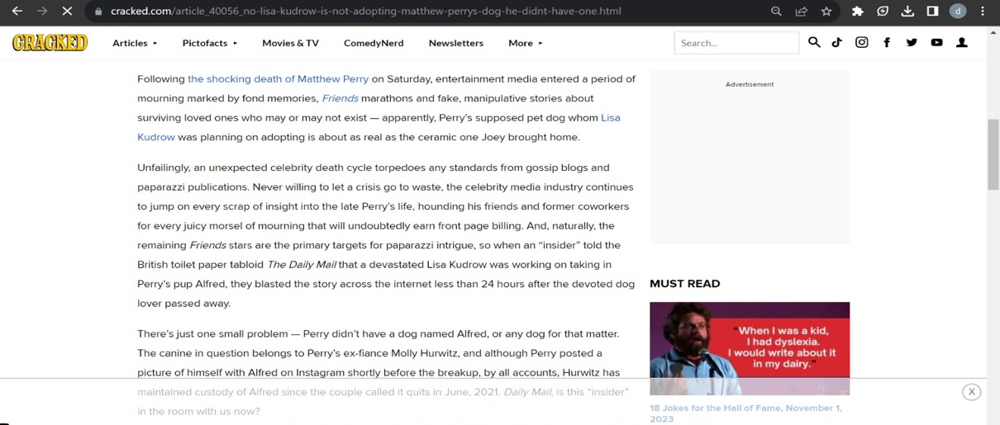 cracked.com/article_40056_no-lisa-kudrow-is-not-adopting-matthew-perrys-dog-he-didnt-have-one.html
d
CRACKED
Articles
Pictofacts
Movies & TV
ComedyNerd
Newsletters
More
Search...
Following the shocking death of Matthew Perry on Saturday, entertainment media entered a period of
mourning marked by fond memories, Friends marathons and fake, manipulative stories about
surviving loved ones who may or may not exist — apparently, Perry’s supposed pet dog whom Lisa
Kudrow was planning on adopting is about as real as the ceramic one Joey brought home.
Unfailingly, an unexpected celebrity death cycle torpedoes any standards from gossip blogs and
paparazzi publications. Never willing to let a crisis go to waste, the celebrity media industry continues
to jump on every scrap of insight into the late Perry’s life, hounding his friends and former coworkers
for every juicy morsel of mourning that will undoubtedly earn front page billing. And, naturally, the
remaining Friends stars are the primary targets for paparazzi intrigue, so when an “insider” told the
British toilet paper tabloid The Daily Mail that a devastated Lisa Kudrow was working on taking in
Perry’s pup Alfred, they blasted the story across the internet less than 24 hours after the devoted dog
lover passed away.
There’s just one small problem — Perry didn’t have a dog named Alfred, or any dog for that matter.
The canine in question belongs to Perry’s ex-fiance Molly Hurwitz, and although Perry posted a
picture of himself with Alfred on Instagram shortly before the breakup, by all accounts, Hurwitz has
maintained custody of Alfred since the couple called it quits in June, 2021. Daily Mail, is this “insider”
in the room with us now?
Advertisement
MUST READ
"When I was a kid,
I had dyslexia.
I would write about it
in my dairy."
18 Jokes for the Hall of Fame, November 1,
2023
X